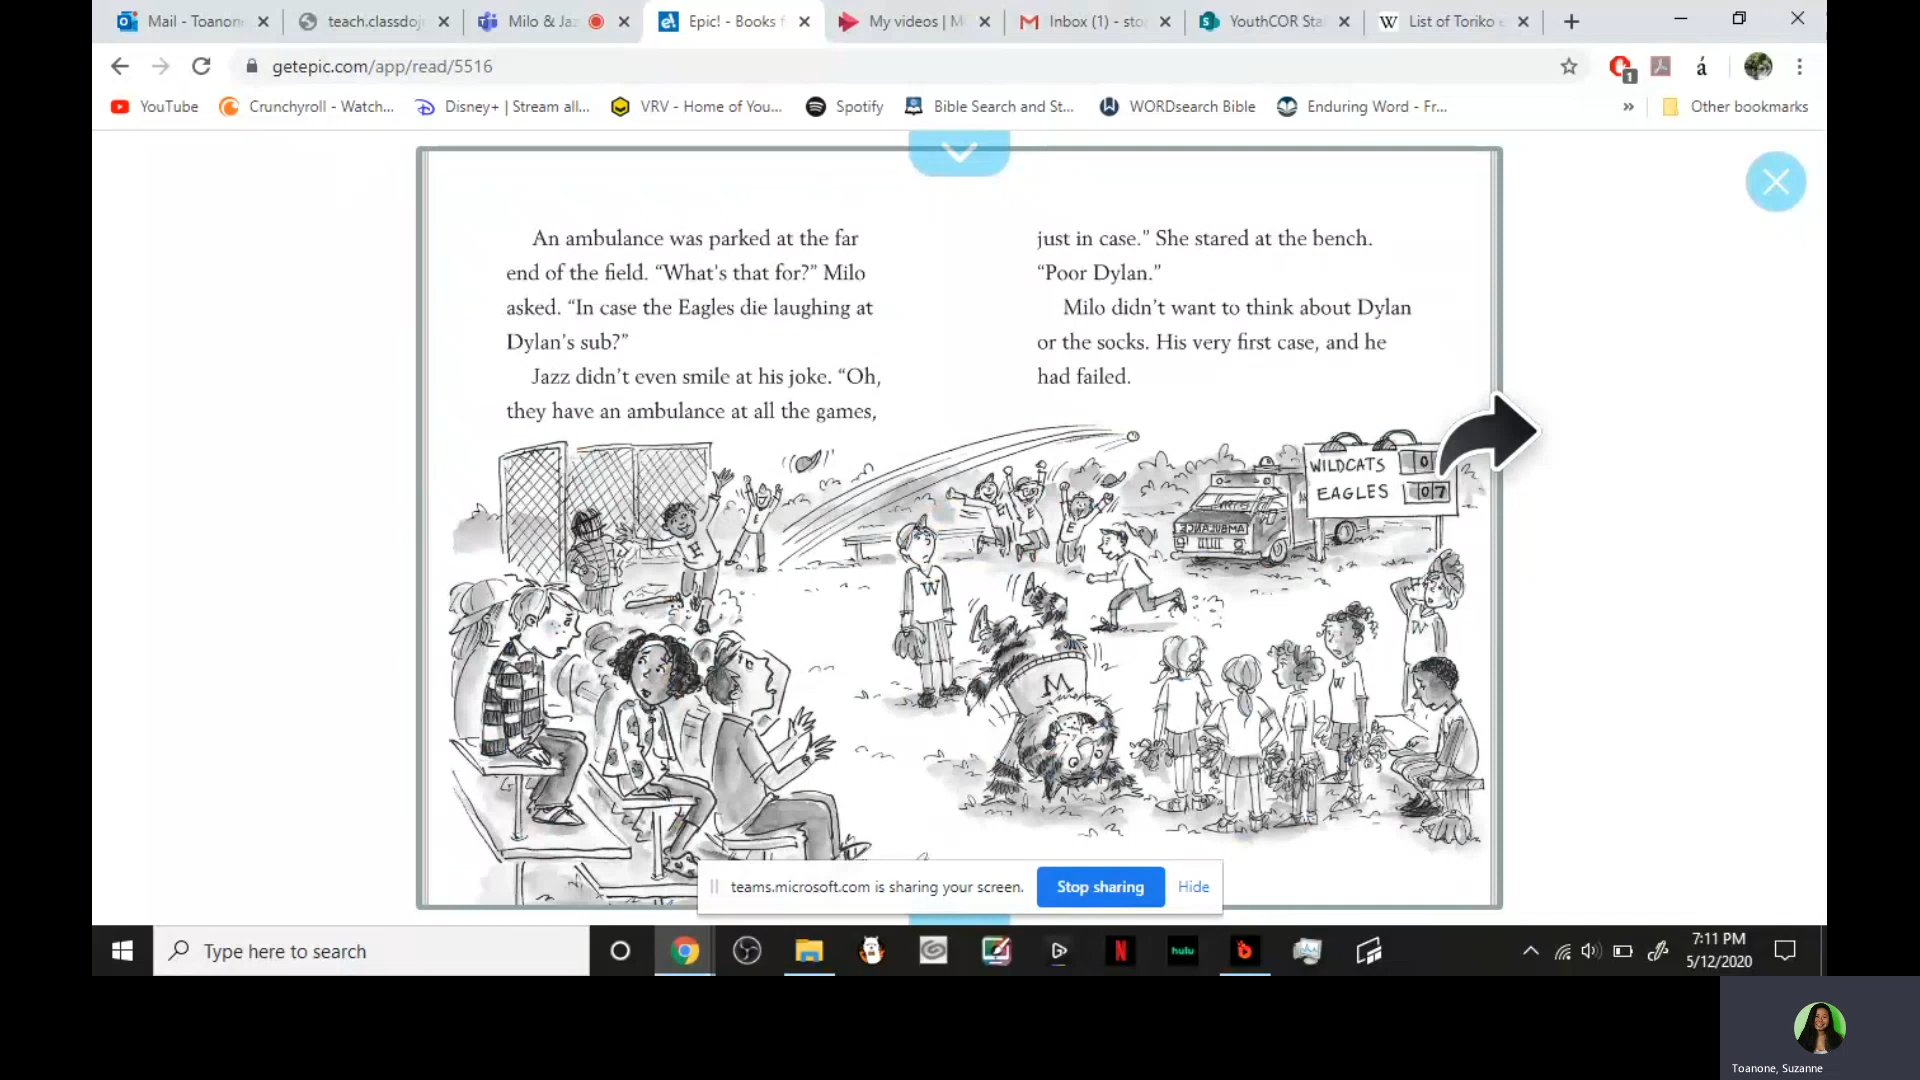 Mail - Toanon
teach.classdoj
Milo & Jaz
Epic! - Books f
My videos | M
Inbox (1) - sto
YouthCOR Sta
List of Toriko e
getepic.com/app/read/5516
1
YouTube
Crunchyroll - Watch...
Disney+ | Stream all...
VRV - Home of You...
Spotify
Bible Search and St...
WORDsearch Bible
Enduring Word - Fr...
»
Other bookmarks
An ambulance was parked at the far
end of the field. “What’s that for?” Milo
asked. “In case the Eagles die laughing at
Dylan’s sub?”
Jazz didn’t even smile at his joke. “Oh,
they have an ambulance at all the games,
just in case.” She stared at the bench.
“Poor Dylan.”
Milo didn’t want to think about Dylan
or the socks. His very first case, and he
had failed.
WILDCATS 0
EAGLES 07
AMBULANCE
E
E
E
E
E
W
M
W
W
teams.microsoft.com is sharing your screen.
Stop sharing
Hide
Type here to search
hulu
7:11 PM
5/12/2020
Toanone, Suzanne